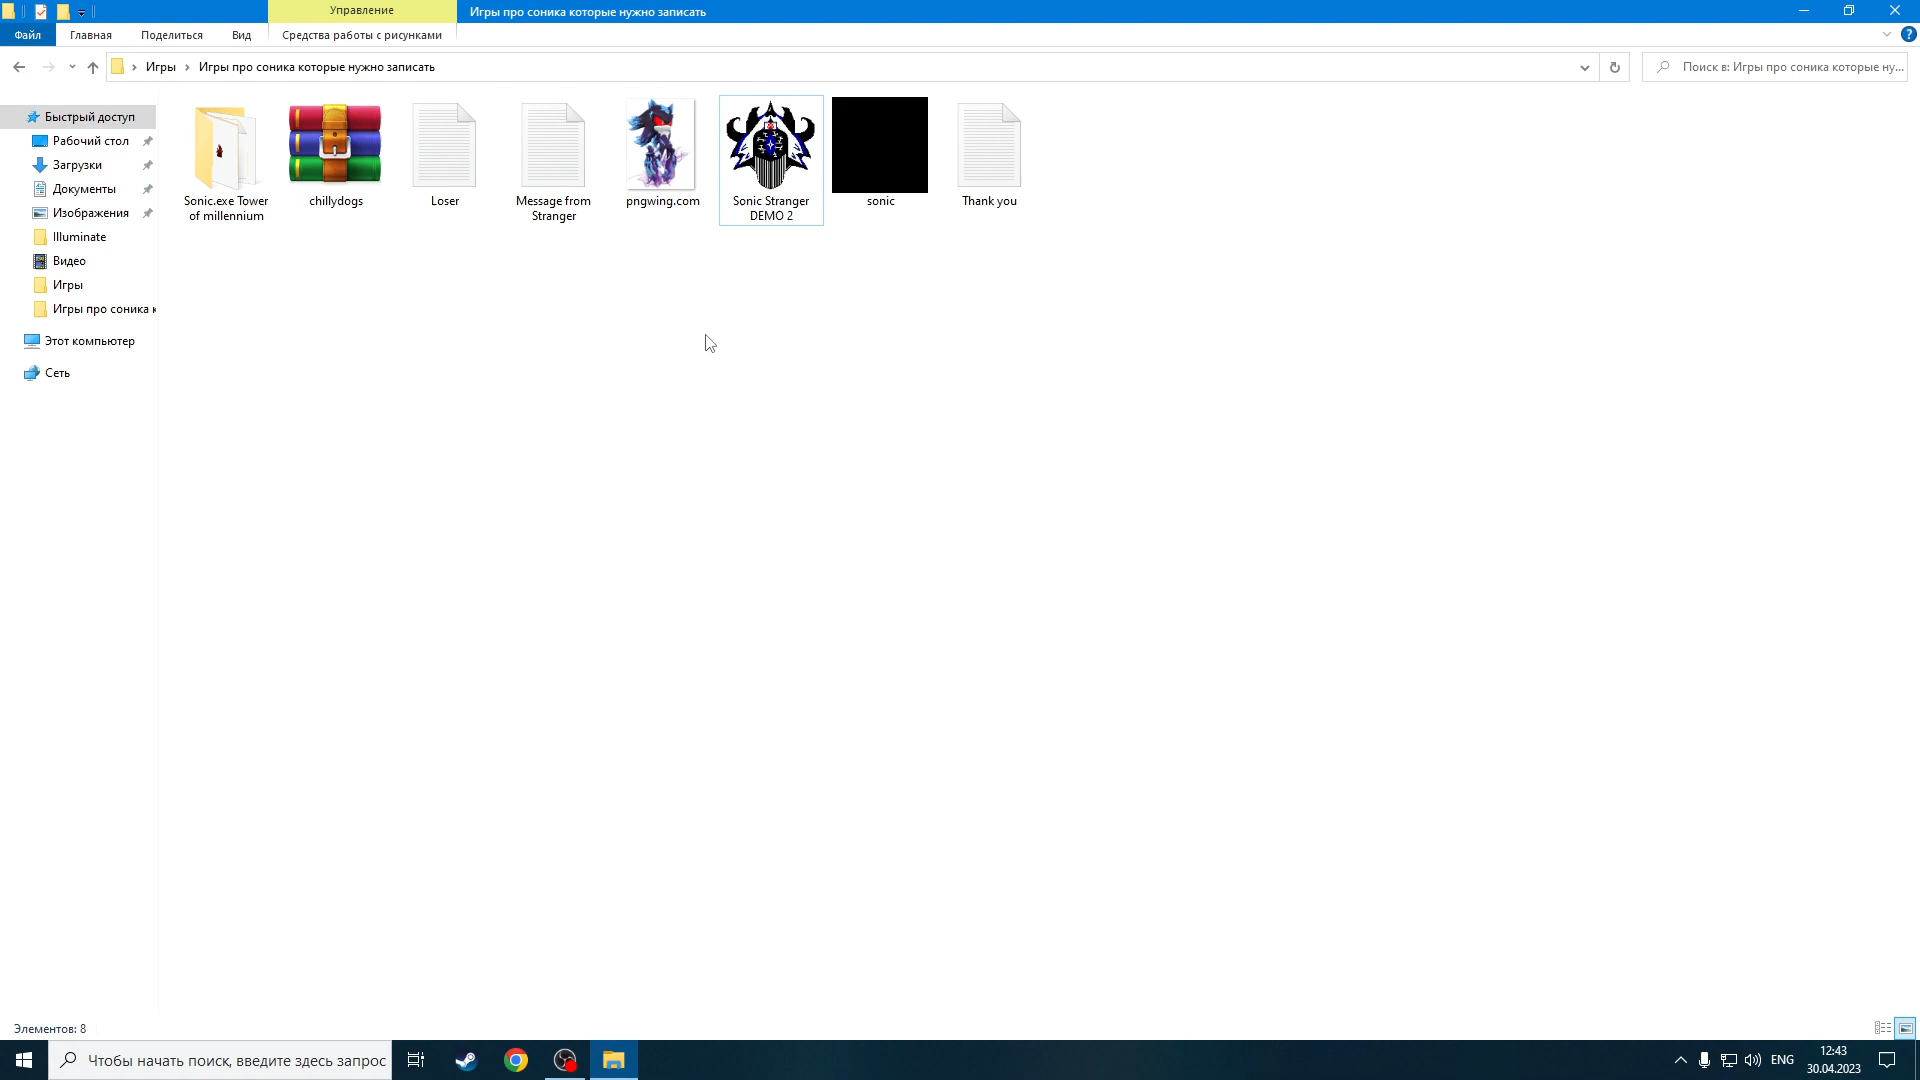 Управление
Игры про соника которые нужно записать
Файл
Главная
Поделиться
Вид
Средства работы с рисунками
Игры
Игры про соника которые нужно записать
Поиск в: Игры про соника которые ну...
Быстрый доступ
Рабочий стол
Загрузки
Документы
Изображения
Illuminate
Видео
Игры
Игры про соника к
Этот компьютер
Сеть
Sonic.exe Tower
of millennium
chillydogs
Loser
Message from
Stranger
pngwing.com
Sonic Stranger
DEMO 2
sonic
Thank you
Элементов: 8
Чтобы начать поиск, введите здесь запрос
ENG
12:43
30.04.2023